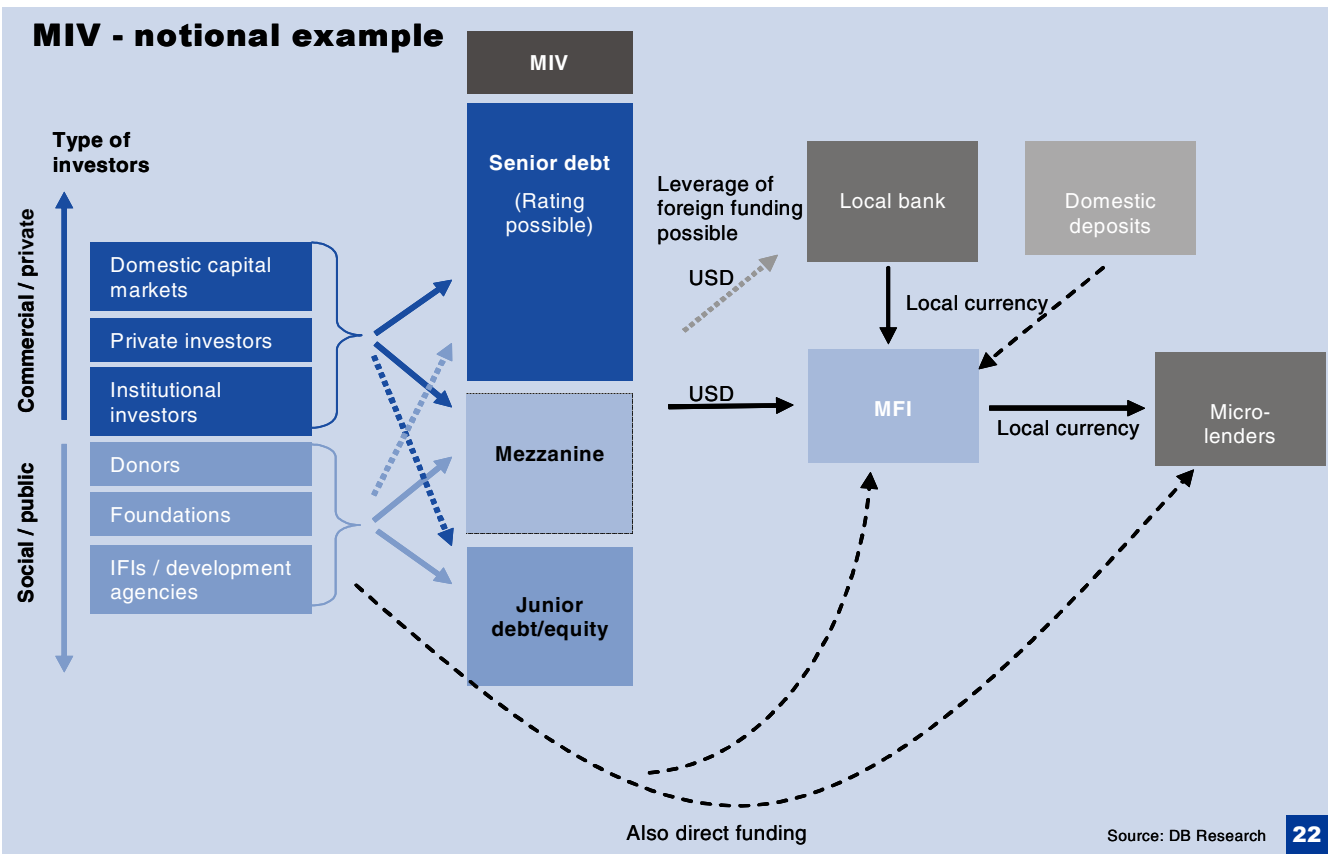 MIV - notional example
MIV
Type of
investors
Commercial / private
Social / public
Domestic capital
markets
Private investors
Institutional
investors
Donors
Foundations
IFIs / development
agencies
Senior debt
(Rating
possible)
Mezzanine
Junior
debt/equity
Leverage of
foreign funding
possible
USD
USD
Local bank
Domestic
deposits
Local currency
MFI
Local currency
Micro-
lenders
Also direct funding
Source: DB Research
22